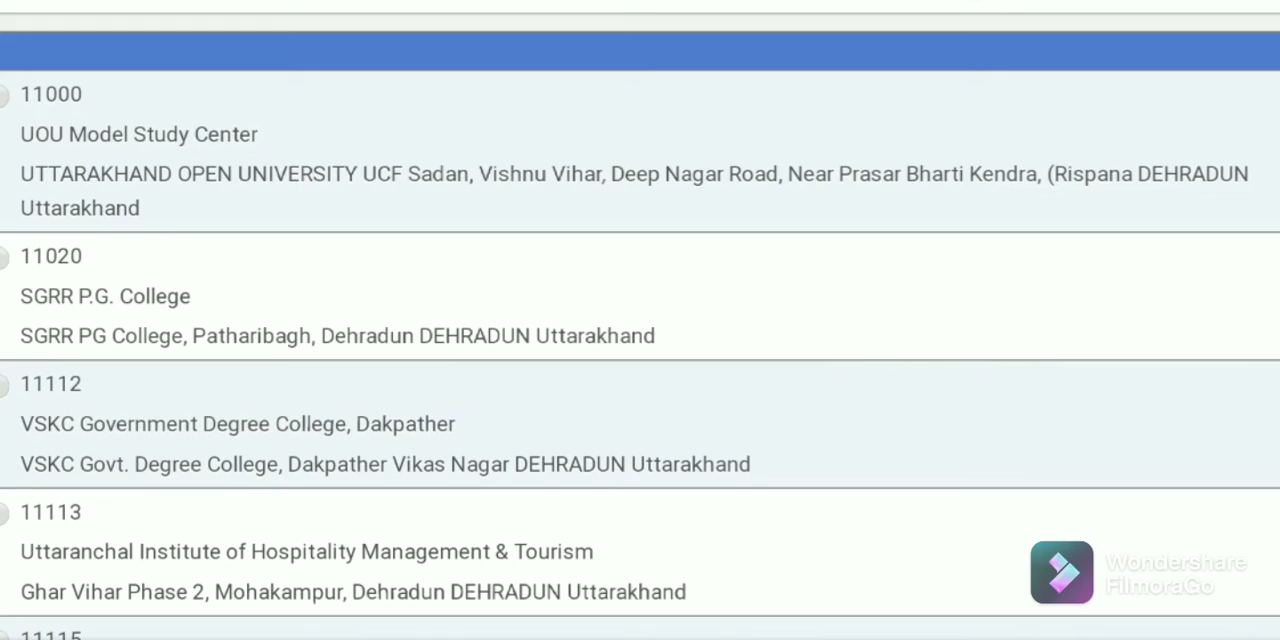 11000
UOU Model Study Center
UTTARAKHAND OPEN UNIVERSITY UCF Sadan, Vishnu Vihar, Deep Nagar Road, Near Prasar Bharti Kendra, (Rispana DEHRADUN
Uttarakhand
11020
SGRR P.G. College
SGRR PG College, Patharibagh, Dehradun DEHRADUN Uttarakhand
11112
VSKC Government Degree College, Dakpather
VSKC Govt. Degree College, Dakpather Vikas Nagar DEHRADUN Uttarakhand
11113
Uttaranchal Institute of Hospitality Management & Tourism
Ghar Vihar Phase 2, Mohakampur, Dehradun DEHRADUN Uttarakhand
Wondershare
FilmoraGo
11115